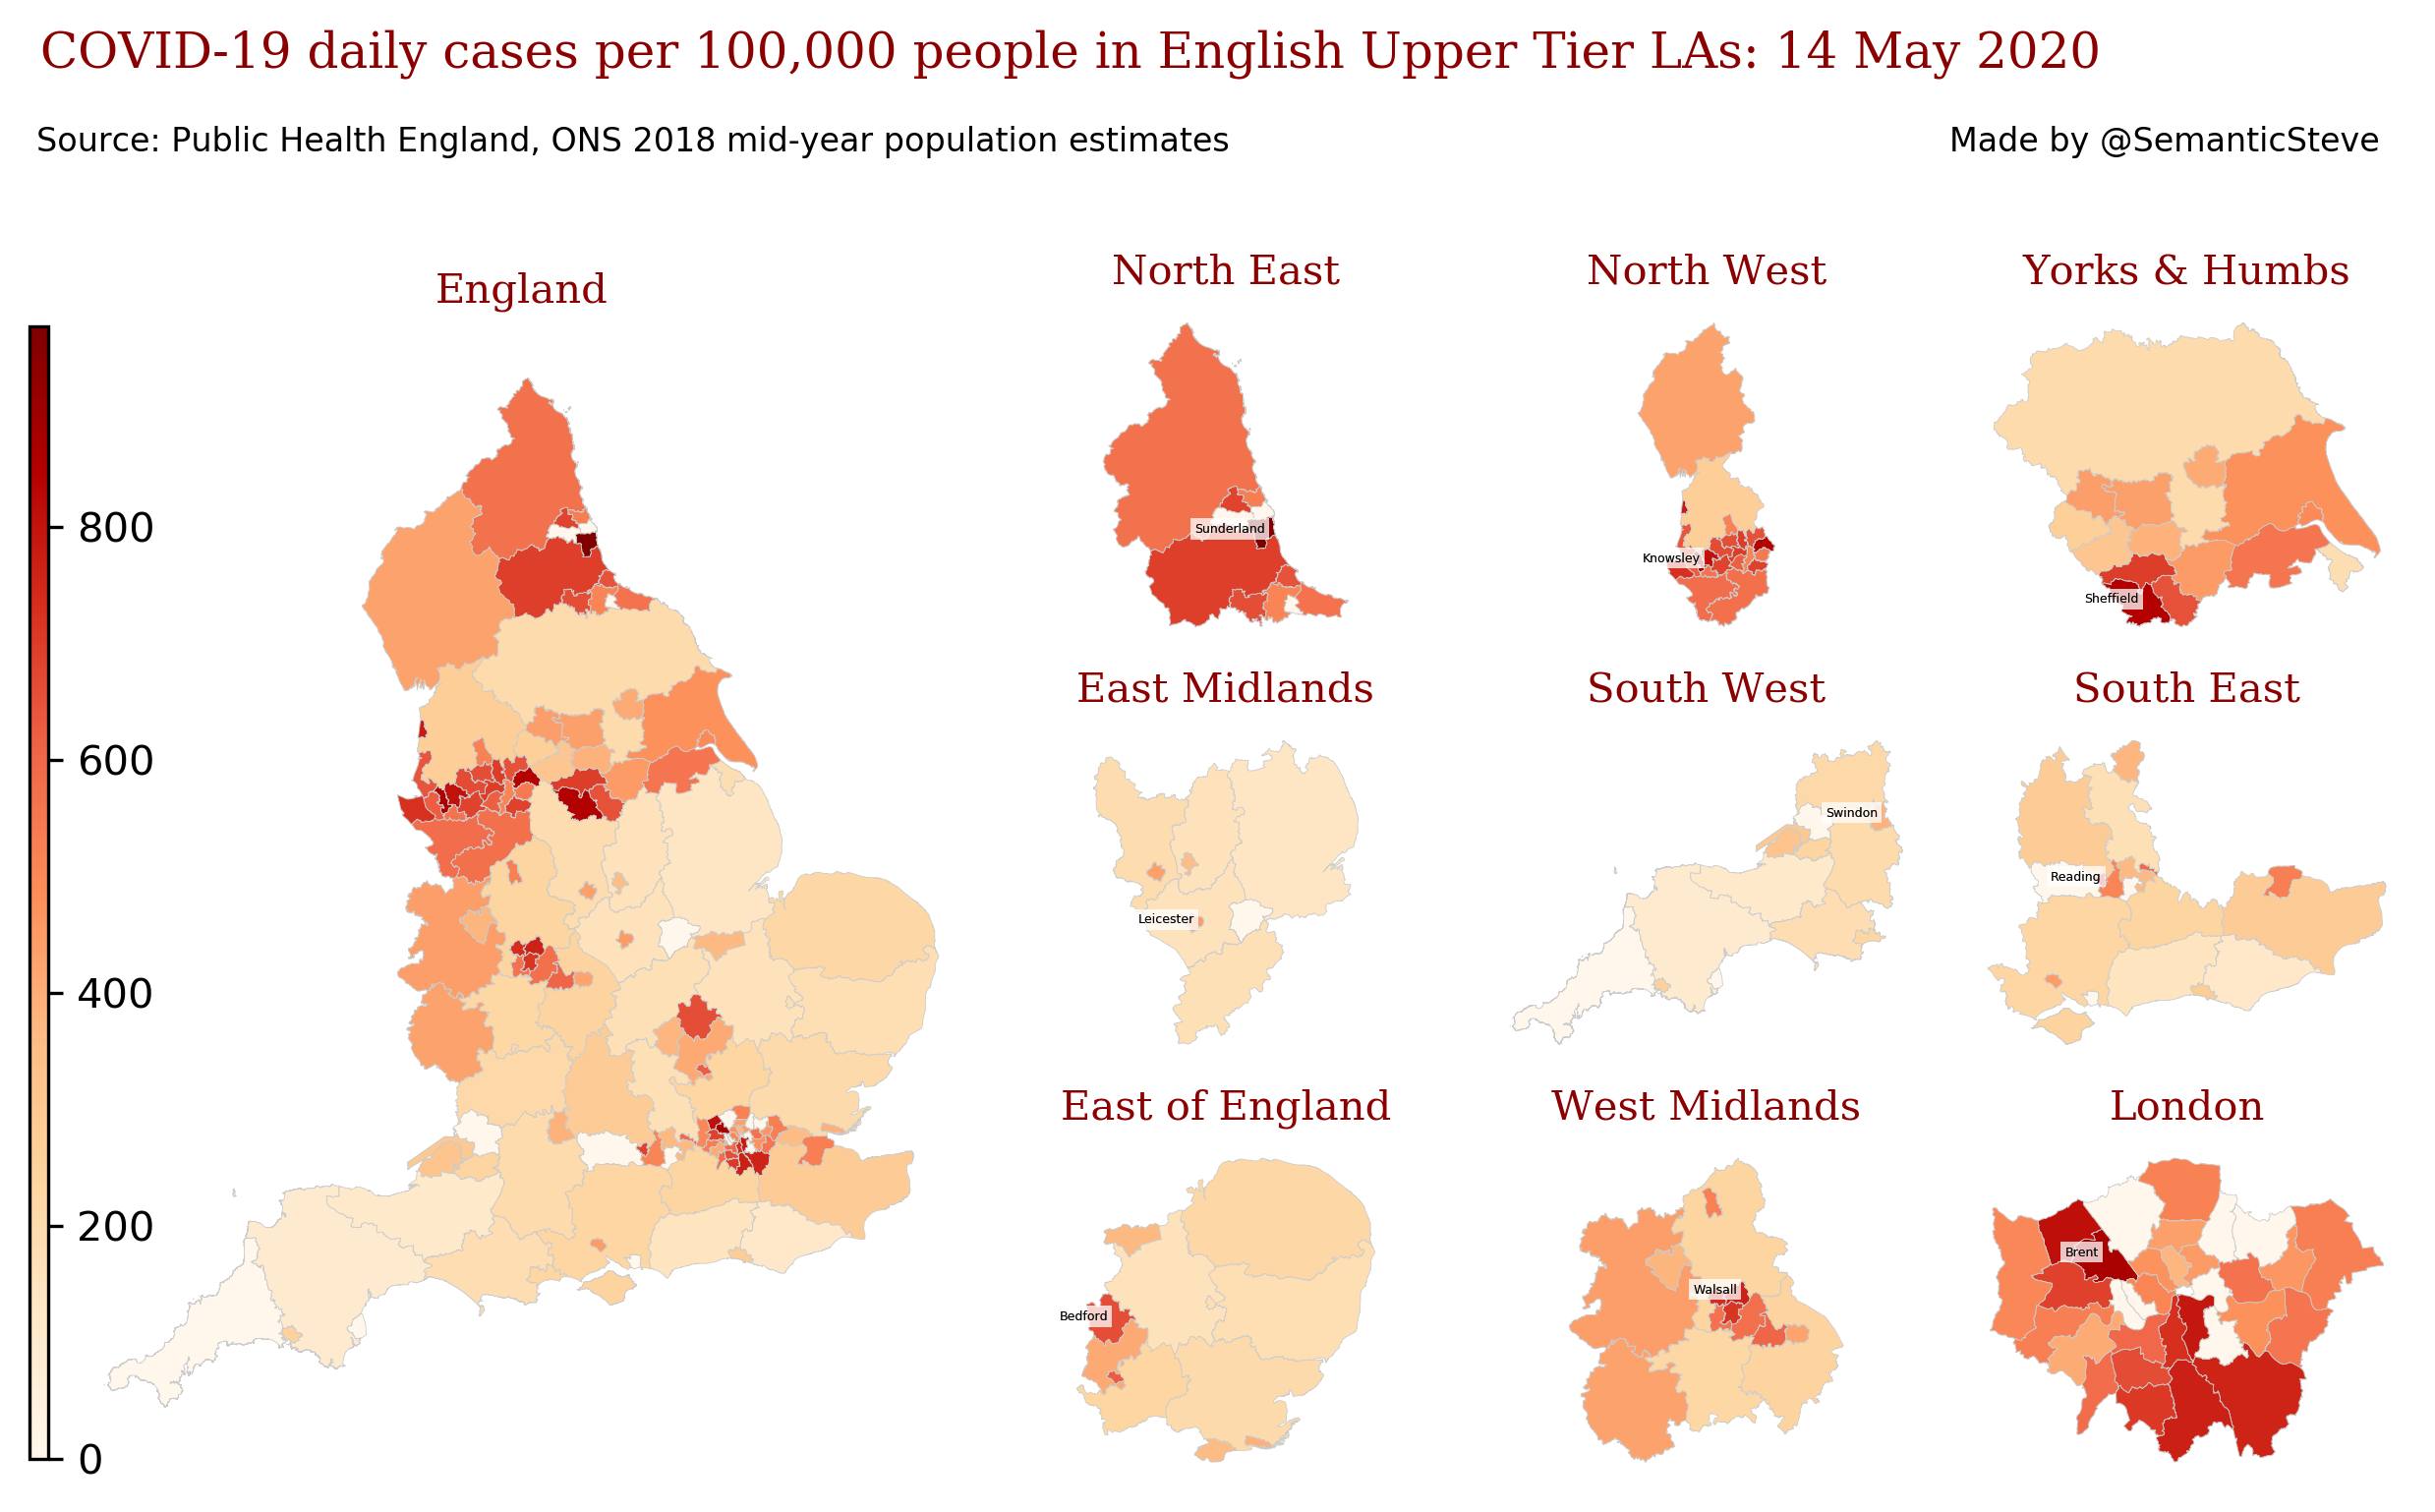 COVID-19 daily cases per 100,000 people in English Upper Tier LAs: 14 May 2020
Source: Public Health England, ONS 2018 mid-year population estimates
Made by @SemanticSteve
England
800
600
400
200
0
North East
Sunderland
North West
Knowsley
Yorks & Humbs
Sheffield
East Midlands
Leicester
South West
Swindon
South East
Reading
East of England
Bedford
West Midlands
Walsall
London
Brent